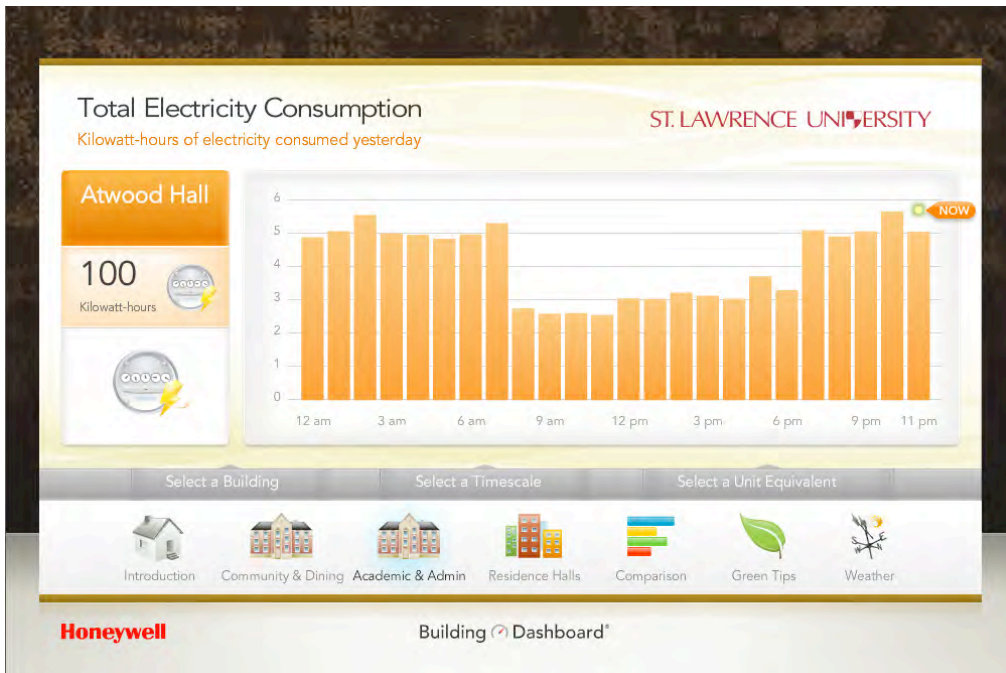 Total Electricity Consumption
Kilowatt-hours of electricity consumed yesterday
ST. LAWRENCE UNIVERSITY
Atwood Hall
100
Kilowatt-hours
6
5
4
3
2
1
0
NOW
12 am 3 am 6 am 9 am 12 pm 3 pm 6 pm 9 pm 11 pm
Select a Building Select a Timescale Select a Unit Equivalent
Introduction Community & Dining Academic & Admin Residence Halls Comparison Green Tips Weather
Honeywell Building Dashboard®